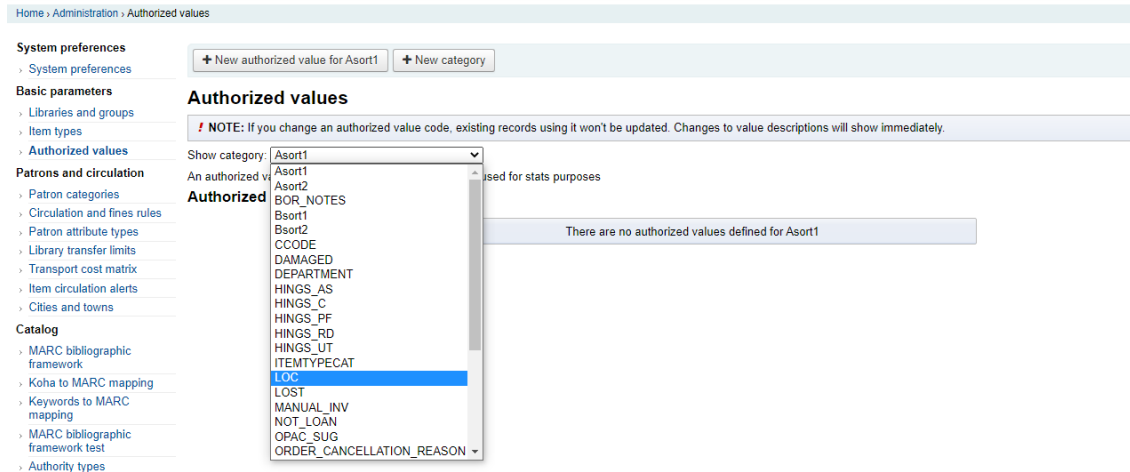 Home › Administration › Authorized values
System preferences
› System preferences
Basic parameters
› Libraries and groups
› Item types
› Authorized values
Patrons and circulation
› Patron categories
› Circulation and fines rules
› Patron attribute types
› Library transfer limits
› Transport cost matrix
› Item circulation alerts
› Cities and towns
Catalog
› MARC bibliographic
framework
› Koha to MARC mapping
› Keywords to MARC
mapping
› MARC bibliographic
framework test
› Authority types
+ New authorized value for Asort1 + New category
Authorized values
! NOTE: If you change an authorized value code, existing records using it won't be updated. Changes to value descriptions will show immediately.
Show category: Asort1
An authorized va used for stats purposes
Authorized
There are no authorized values defined for Asort1
Asort1
Asort2
BOR_NOTES
Bsort1
Bsort2
CCODE
DAMAGED
DEPARTMENT
HINGS_AS
HINGS_C
HINGS_PF
HINGS_RD
HINGS_UT
ITEMTYPECAT
LOC
LOST
MANUAL_INV
NOT_LOAN
OPAC_SUG
ORDER_CANCELLATION_REASON